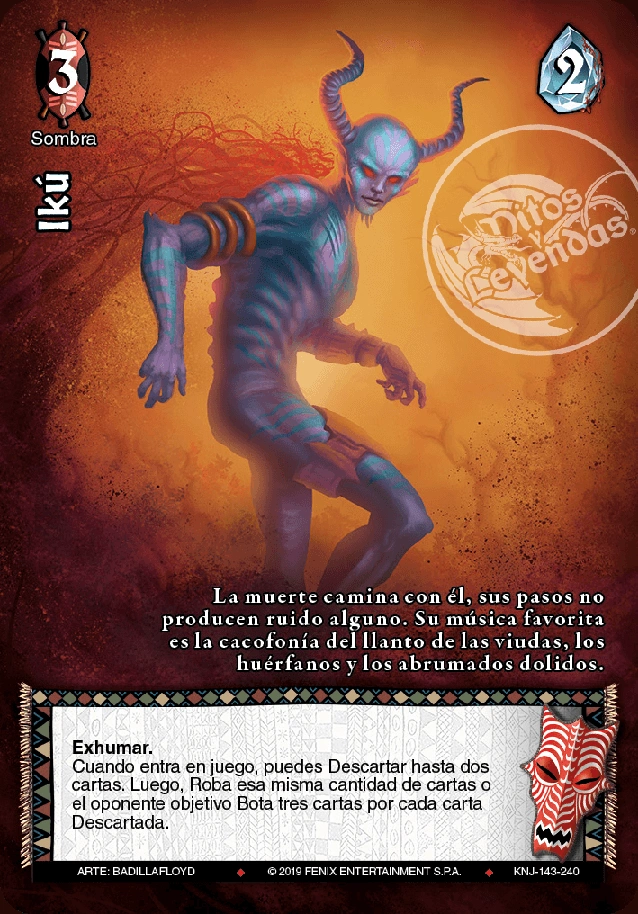 3
2
Sombra
Ikú
Mitos
y
Leyendas®
La muerte camina con él, sus pasos no
producen ruido alguno. Su música favorita
es la cacofonía del llanto de las viudas, los
huérfanos y los abrumados dolidos.
Exhumar.
Cuando entra en juego, puedes Descartar hasta dos
cartas. Luego, Roba esa misma cantidad de cartas o
el oponente objetivo Bota tres cartas por cada carta
Descartada.
ARTE: BADILLAFLOYD ♦ © 2019 FENIX ENTERTAINMENT S.P.A. ♦ KNJ-143-240